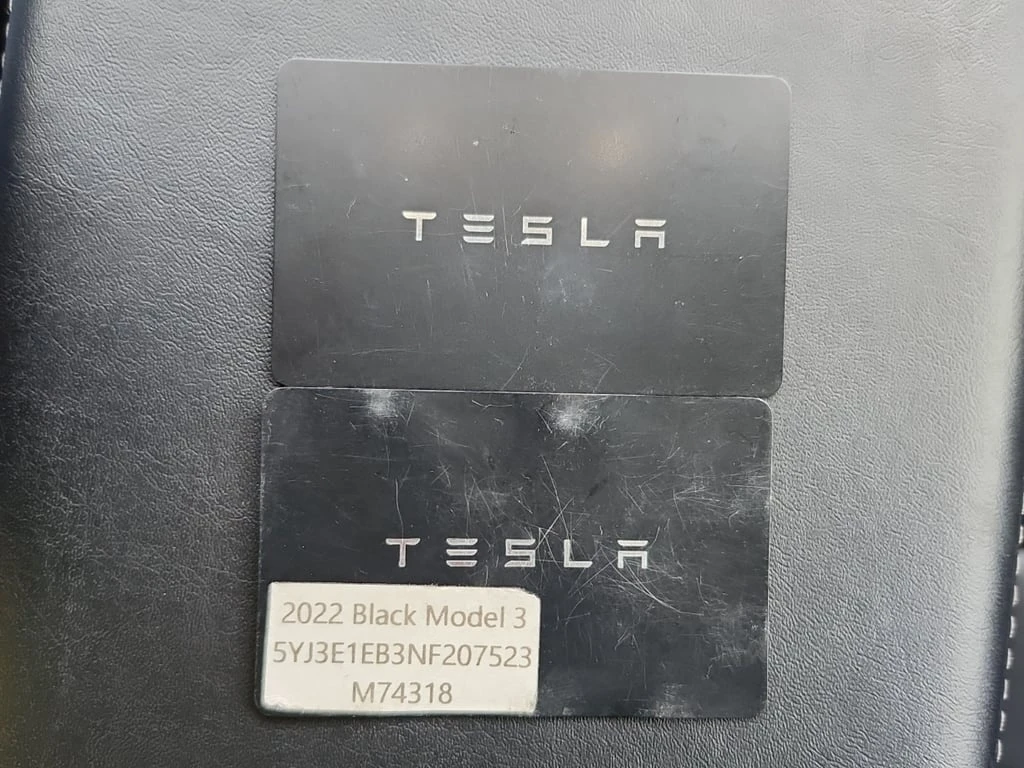 TESLA
TESLA
2022 Black Model 3
5YJ3E1EB3NF207523
M74318